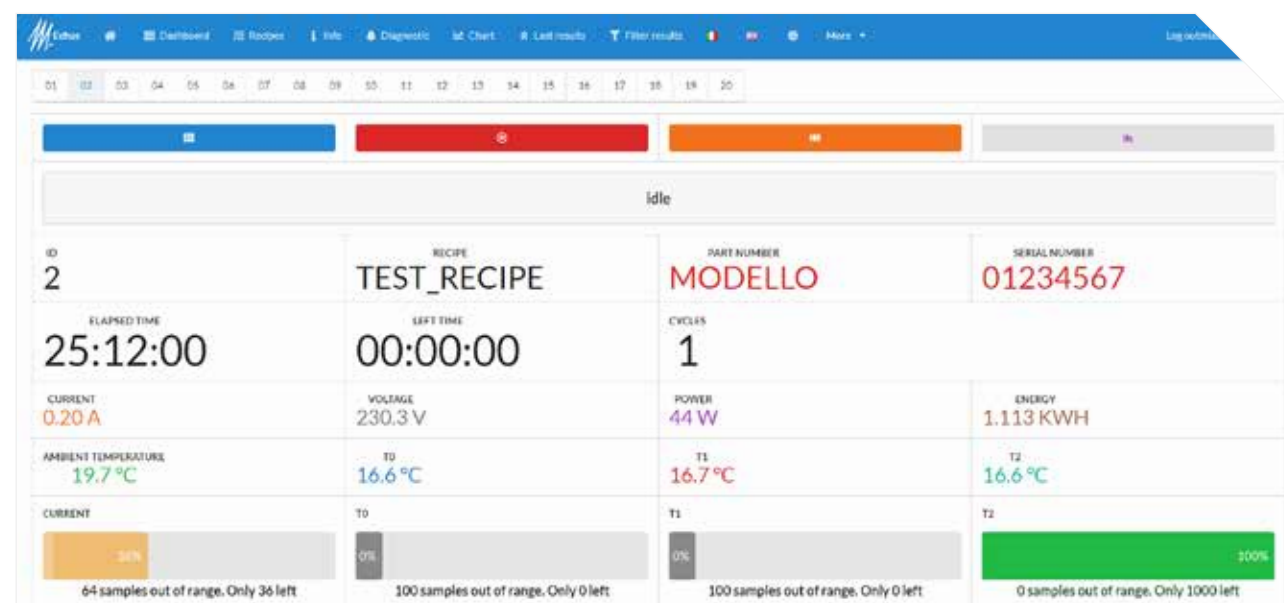 Dashboard Recipes Info Diagnostic Chart Last results Filter results More
01 02 03 04 05 06 07 08 09 10 11 12 13 14 15 16 17 18 19 20
idle
ID RECIPE PART NUMBER SERIAL NUMBER
2 TEST_RECIPE MODELLO 01234567
ELAPSED TIME LEFT TIME CYCLES
25:12:00 00:00:00 1
CURRENT VOLTAGE POWER ENERGY
0.20 A 230.3 V 44 W 1.113 KWH
AMBIENT TEMPERATURE T0 T1 T2
19.7 °C 16.6 °C 16.7 °C 16.6 °C
CURRENT T0 T1 T2
36% 0% 0% 100%
64 samples out of range. Only 36 left 100 samples out of range. Only 0 left 100 samples out of range. Only 0 left 0 samples out of range. Only 1000 left